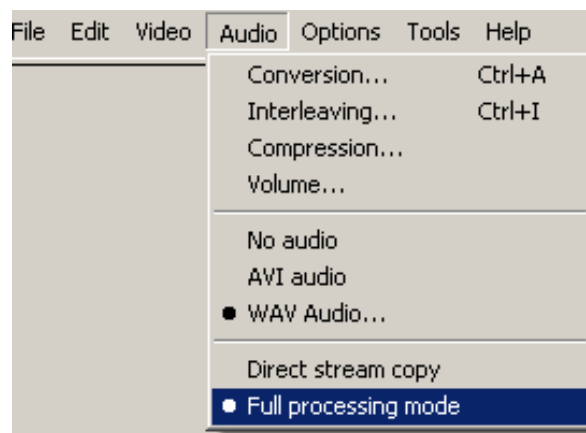 File Edit Video Audio Options Tools Help
Conversion... Ctrl+A
Interleaving... Ctrl+I
Compression...
Volume...
No audio
AVI audio
WAV Audio...
Direct stream copy
Full processing mode